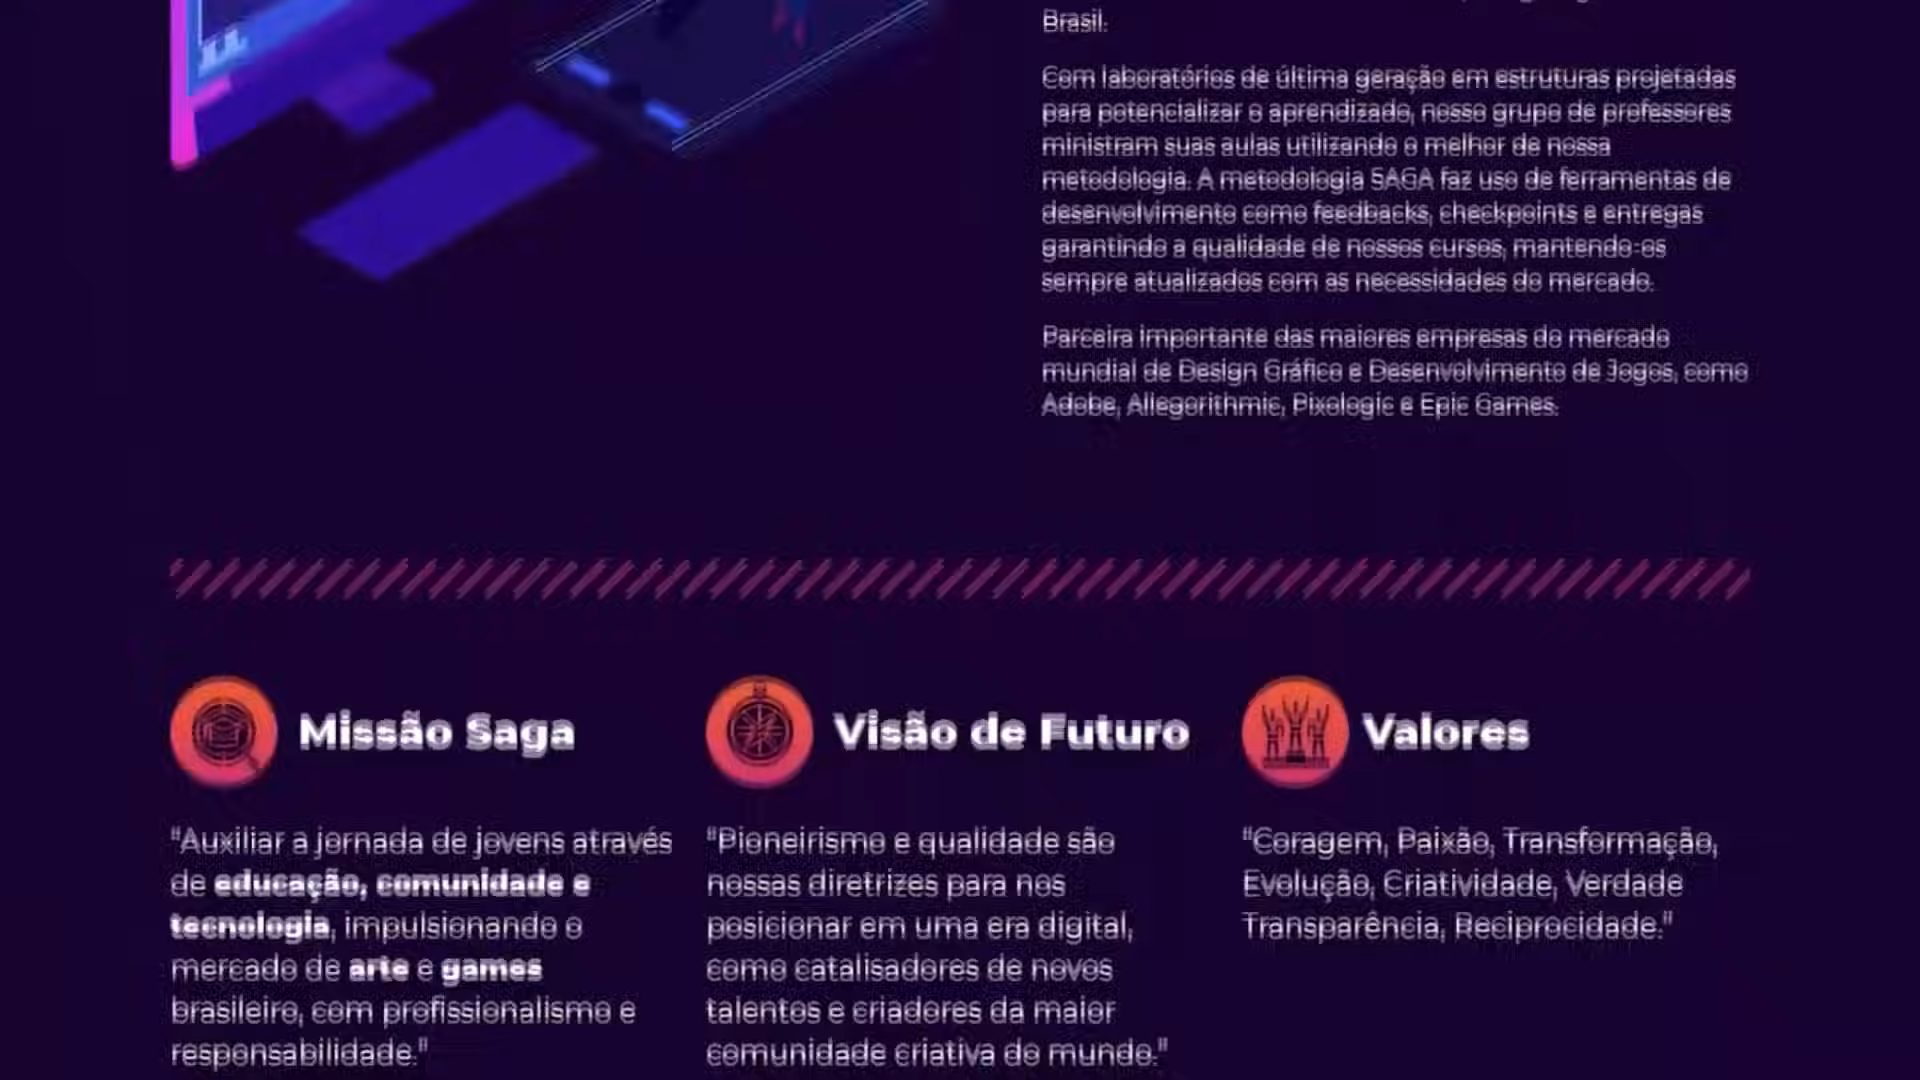 Brasil.
Com laboratórios de última geração em estruturas projetadas
para potencializar o aprendizado, nosso grupo de professores
ministram suas aulas utilizando o melhor de nossa
metodologia. A metodologia SAGA faz uso de ferramentas de
desenvolvimento como feedbacks, checkpoints e entregas
garantindo a qualidade de nossos cursos, mantendo-os
sempre atualizados com as necessidades do mercado.
Parceira importante das maiores empresas do mercado
mundial de Design Gráfico e Desenvolvimento de Jogos, como
Adobe, Allegorithmic, Pixologic e Epic Games.
Missão Saga
"Auxiliar a jornada de jovens através
de educação, comunidade e
tecnologia, impulsionando o
mercado de arte e games
brasileiro, com profissionalismo e
responsabilidade."
Visão de Futuro
"Pioneirismo e qualidade são
nossas diretrizes para nos
posicionar em uma era digital,
como catalisadores de novos
talentos e criadores da maior
comunidade criativa do mundo."
Valores
"Coragem, Paixão, Transformação,
Evolução, Criatividade, Verdade
Transparência, Reciprocidade."